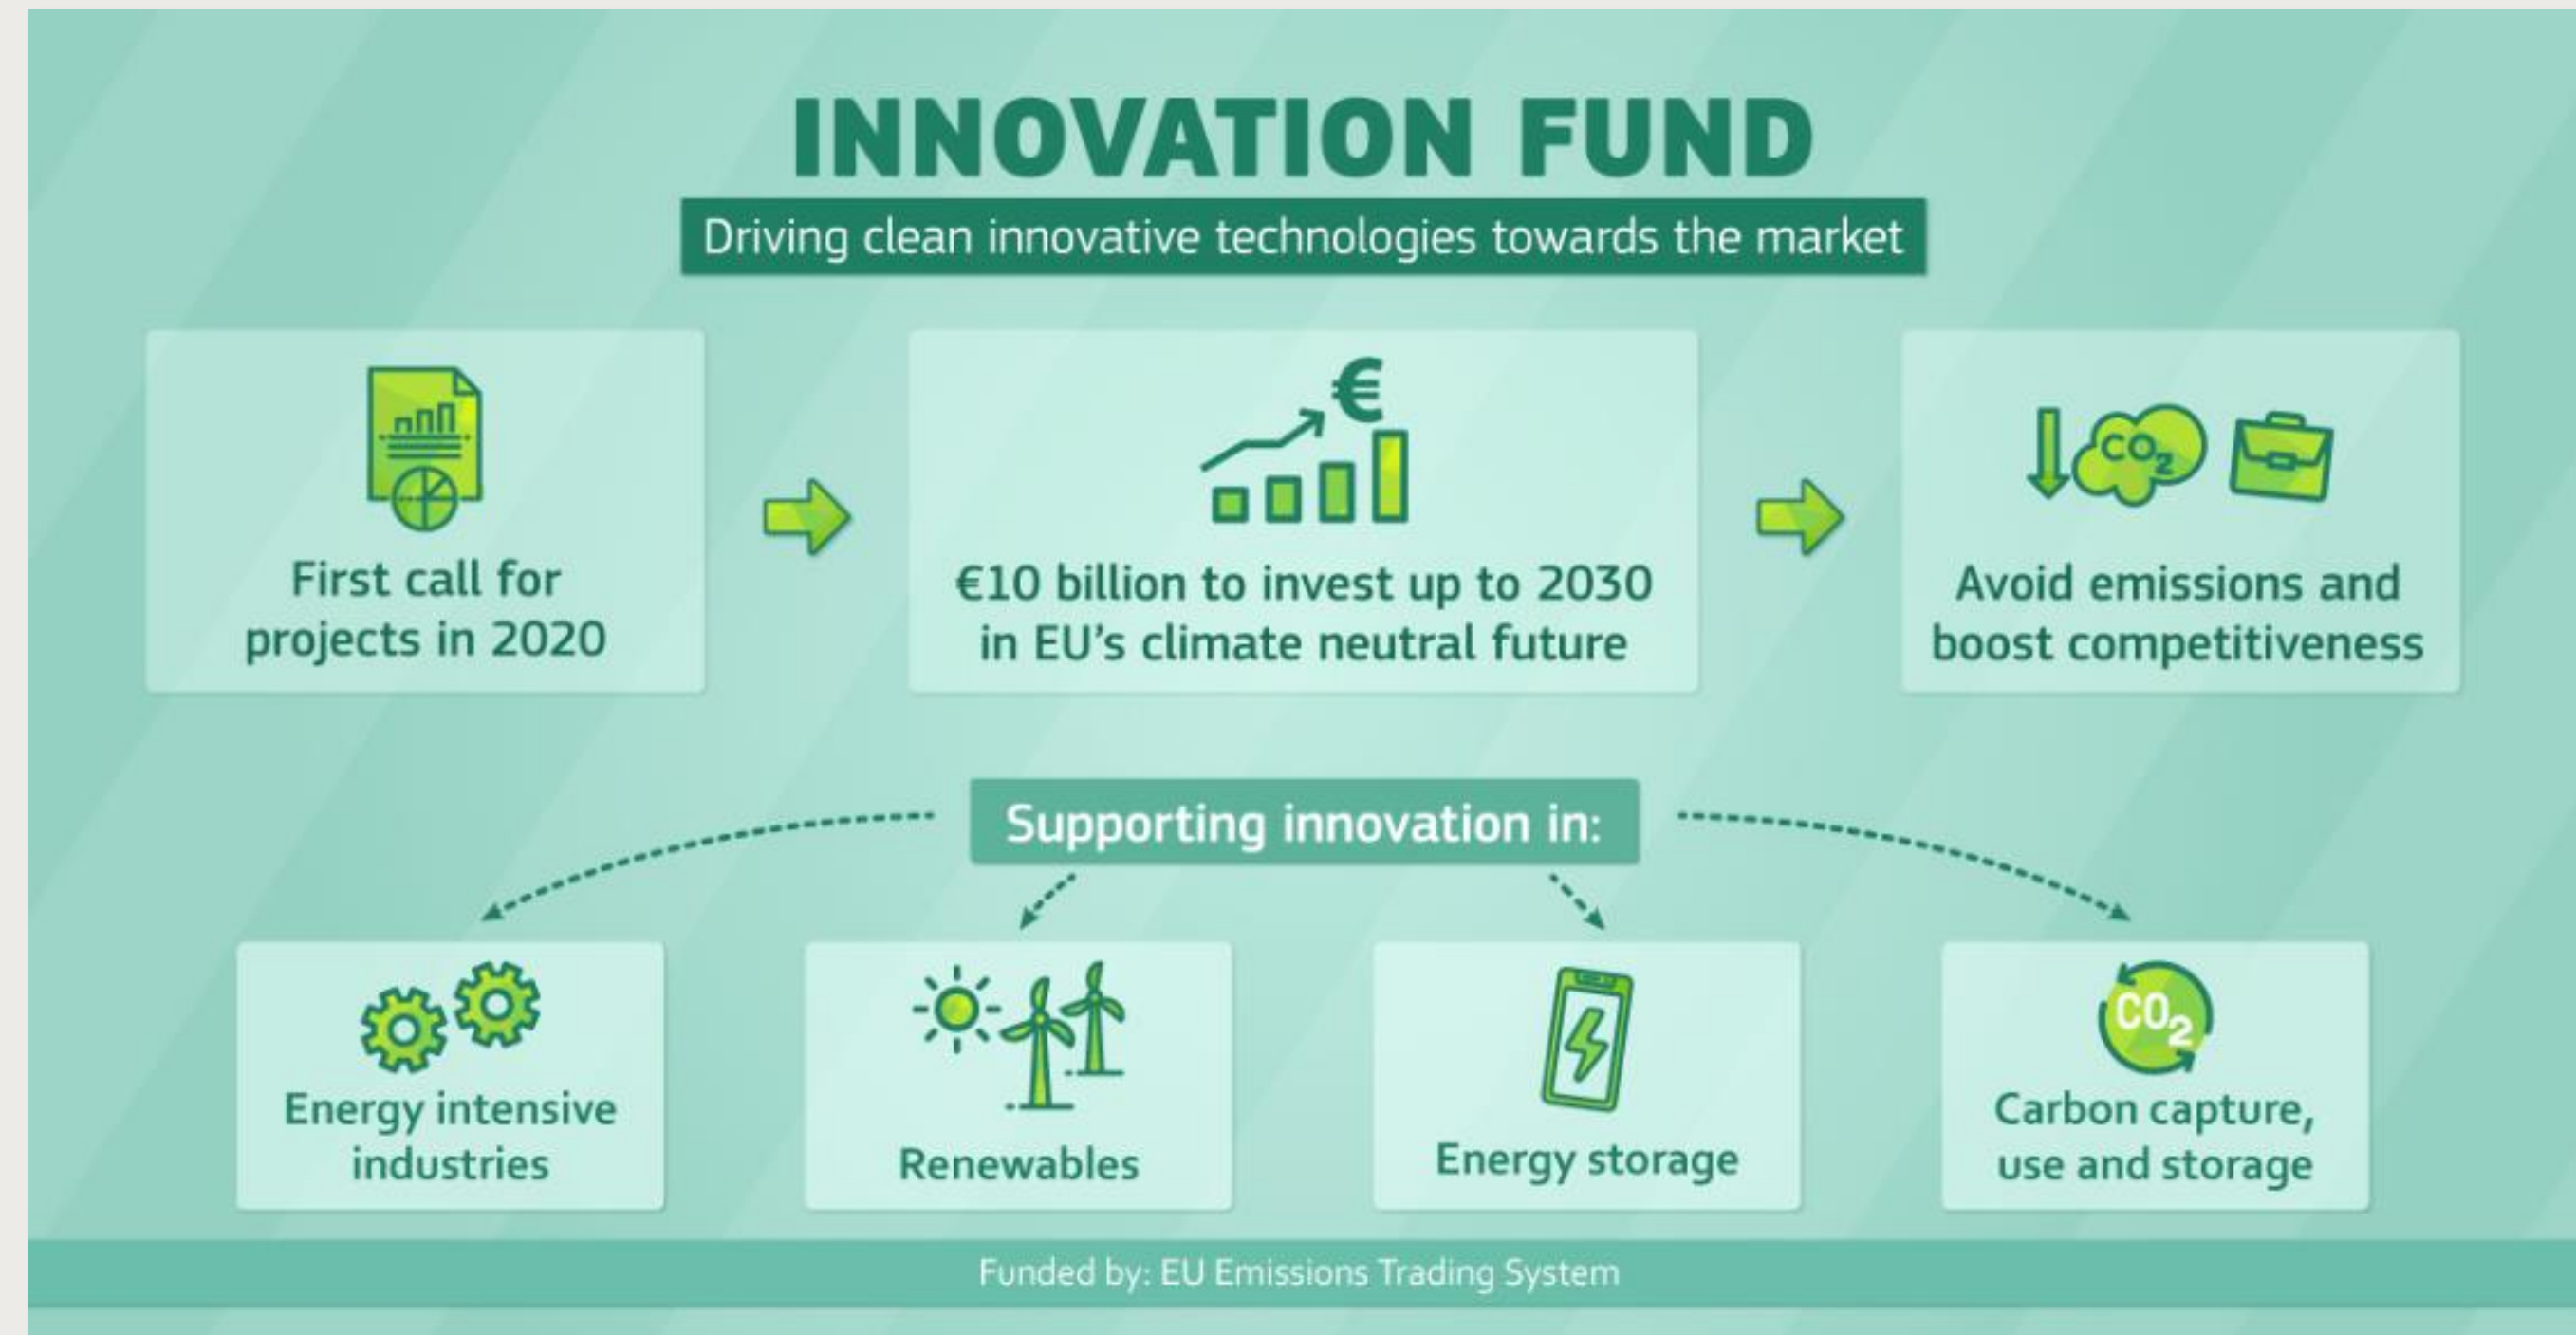 INNOVATION FUND
Driving clean innovative technologies towards the market
First call for
projects in 2020
€
€10 billion to invest up to 2030
in EU's climate neutral future
CO₂
Avoid emissions and
boost competitiveness
Supporting innovation in:
Energy intensive
industries
Renewables
Energy storage
CO₂
Carbon capture,
use and storage
Funded by: EU Emissions Trading System